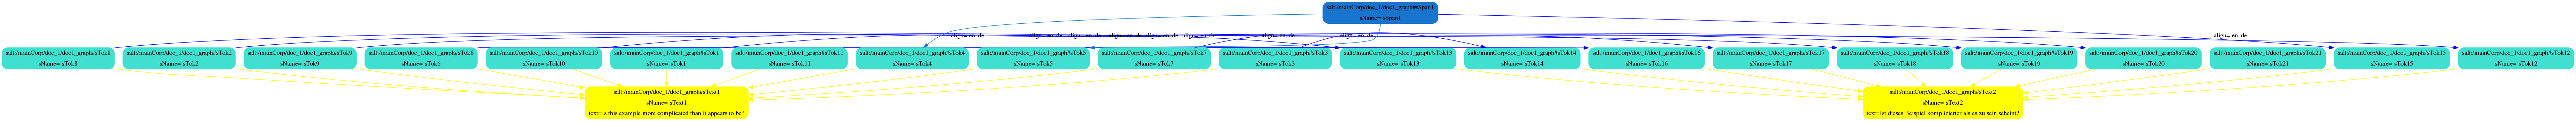 salt:/mainCorp/doc_1/doc1_graph#sSpan1
sName= sSpan1
align= en_de align= en_de align= en_de align= en_de align= en_de align= en_de align= en_de align= en_de
salt:/mainCorp/doc_1/doc1_graph#sTok8
sName= sTok8
salt:/mainCorp/doc_1/doc1_graph#sTok2
sName= sTok2
salt:/mainCorp/doc_1/doc1_graph#sTok9
sName= sTok9
salt:/mainCorp/doc_1/doc1_graph#sTok6
sName= sTok6
salt:/mainCorp/doc_1/doc1_graph#sTok10
sName= sTok10
salt:/mainCorp/doc_1/doc1_graph#sTok1
sName= sTok1
salt:/mainCorp/doc_1/doc1_graph#sTok11
sName= sTok11
salt:/mainCorp/doc_1/doc1_graph#sTok4
sName= sTok4
salt:/mainCorp/doc_1/doc1_graph#sTok5
sName= sTok5
salt:/mainCorp/doc_1/doc1_graph#sTok7
sName= sTok7
salt:/mainCorp/doc_1/doc1_graph#sTok3
sName= sTok3
salt:/mainCorp/doc_1/doc1_graph#sTok13
sName= sTok13
salt:/mainCorp/doc_1/doc1_graph#sTok14
sName= sTok14
salt:/mainCorp/doc_1/doc1_graph#sTok16
sName= sTok16
salt:/mainCorp/doc_1/doc1_graph#sTok17
sName= sTok17
salt:/mainCorp/doc_1/doc1_graph#sTok18
sName= sTok18
salt:/mainCorp/doc_1/doc1_graph#sTok19
sName= sTok19
salt:/mainCorp/doc_1/doc1_graph#sTok20
sName= sTok20
salt:/mainCorp/doc_1/doc1_graph#sTok21
sName= sTok21
salt:/mainCorp/doc_1/doc1_graph#sTok15
sName= sTok15
salt:/mainCorp/doc_1/doc1_graph#sTok12
sName= sTok12
salt:/mainCorp/doc_1/doc1_graph#sText1
sName= sText1
text=Is this example more complicated than it appears to be?
salt:/mainCorp/doc_1/doc1_graph#sText2
sName= sText2
text=Ist dieses Beispiel komplizierter als es zu sein scheint?